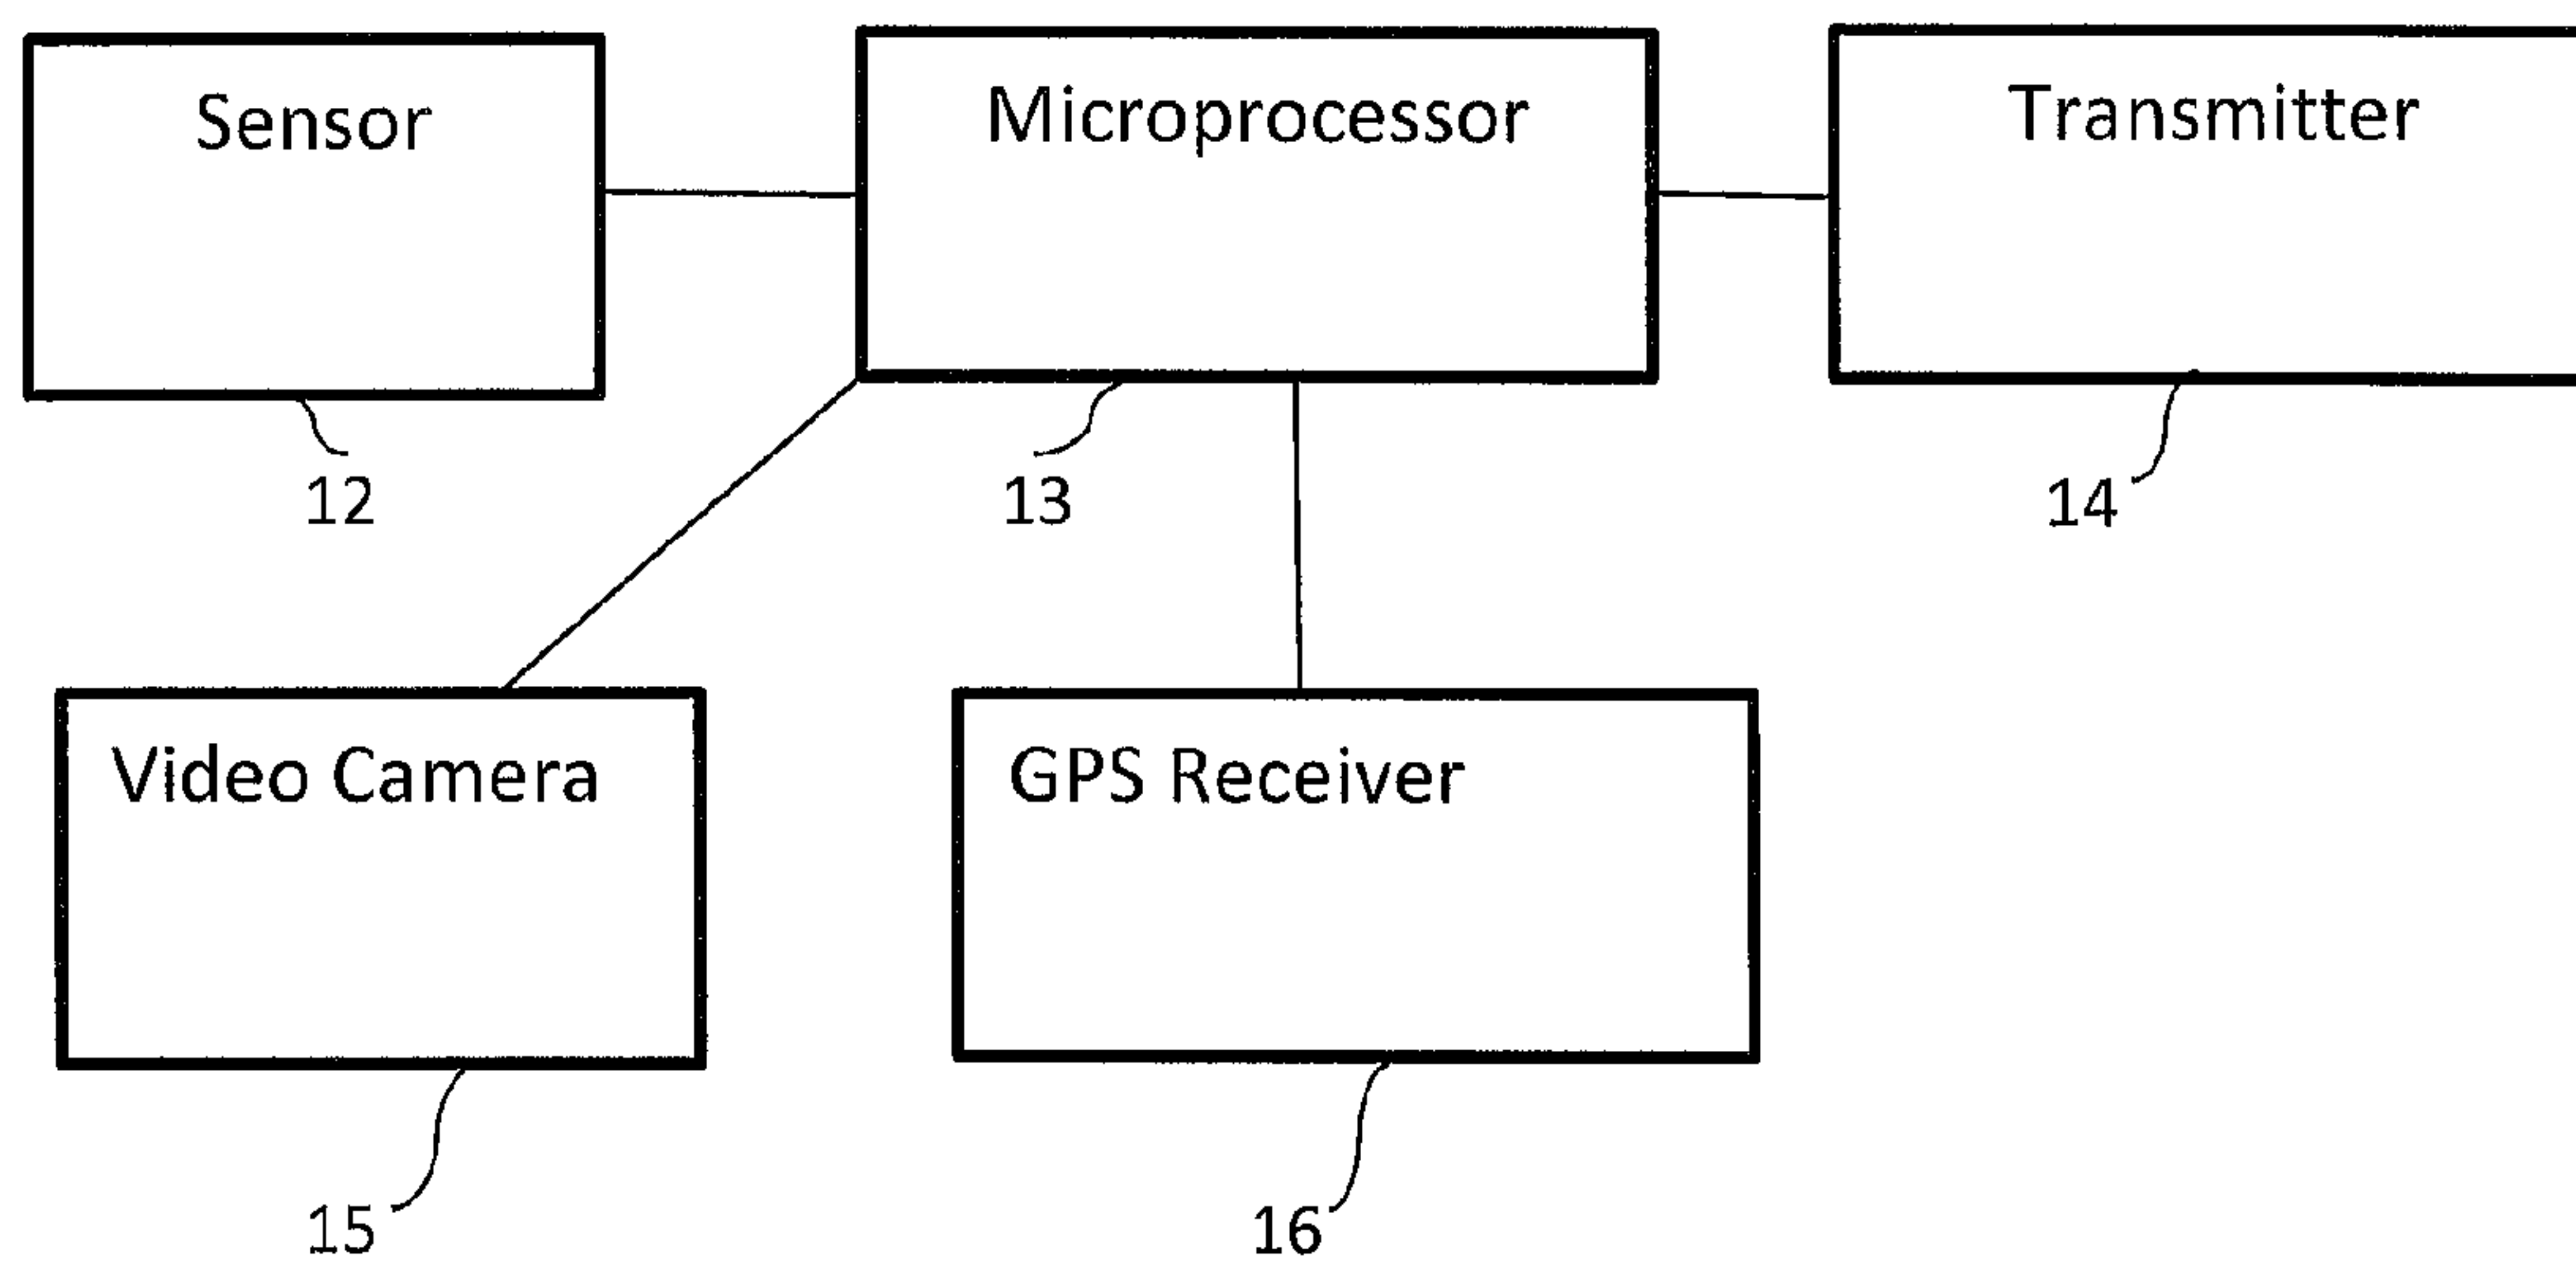 Sensor
Microprocessor
Transmitter
12
13
14
Video Camera
GPS Receiver
15
16